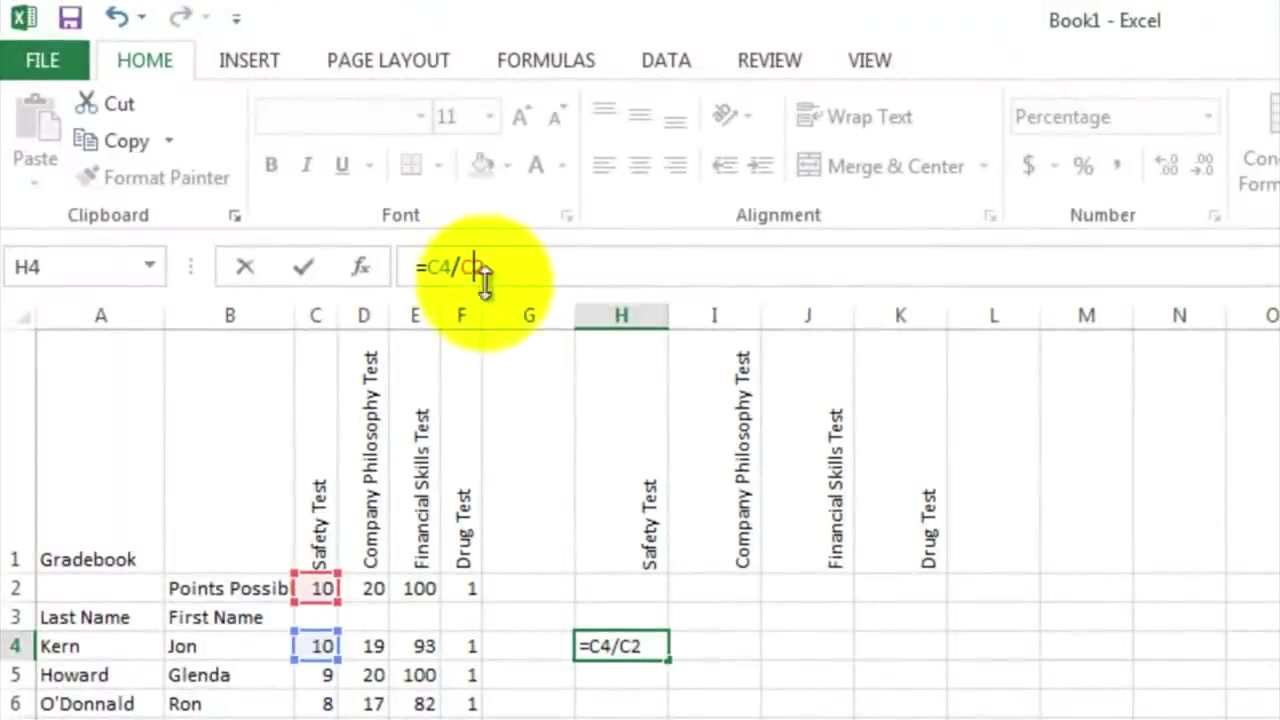 Book1 - Excel
FILE HOME INSERT PAGE LAYOUT FORMULAS DATA REVIEW VIEW
Cut
Copy
Format Painter
Paste
11
A A
Wrap Text
Merge & Center
B I U A
Percentage
$ % ,
Con
Form
Clipboard Font Alignment Number
H4
fx
=C4/C2
A B C D E F G H I J K L M N O
Safety Test
Company Philosophy Test
Financial Skills Test
Drug Test
Safety Test
Company Philosophy Test
Financial Skills Test
Drug Test
1 Gradebook
2 Points Possib 10 20 100 1
3 Last Name First Name
4 Kern Jon 10 19 93 1 =C4/C2
5 Howard Glenda 9 20 100 1
6 O'Donnald Ron 8 17 82 1